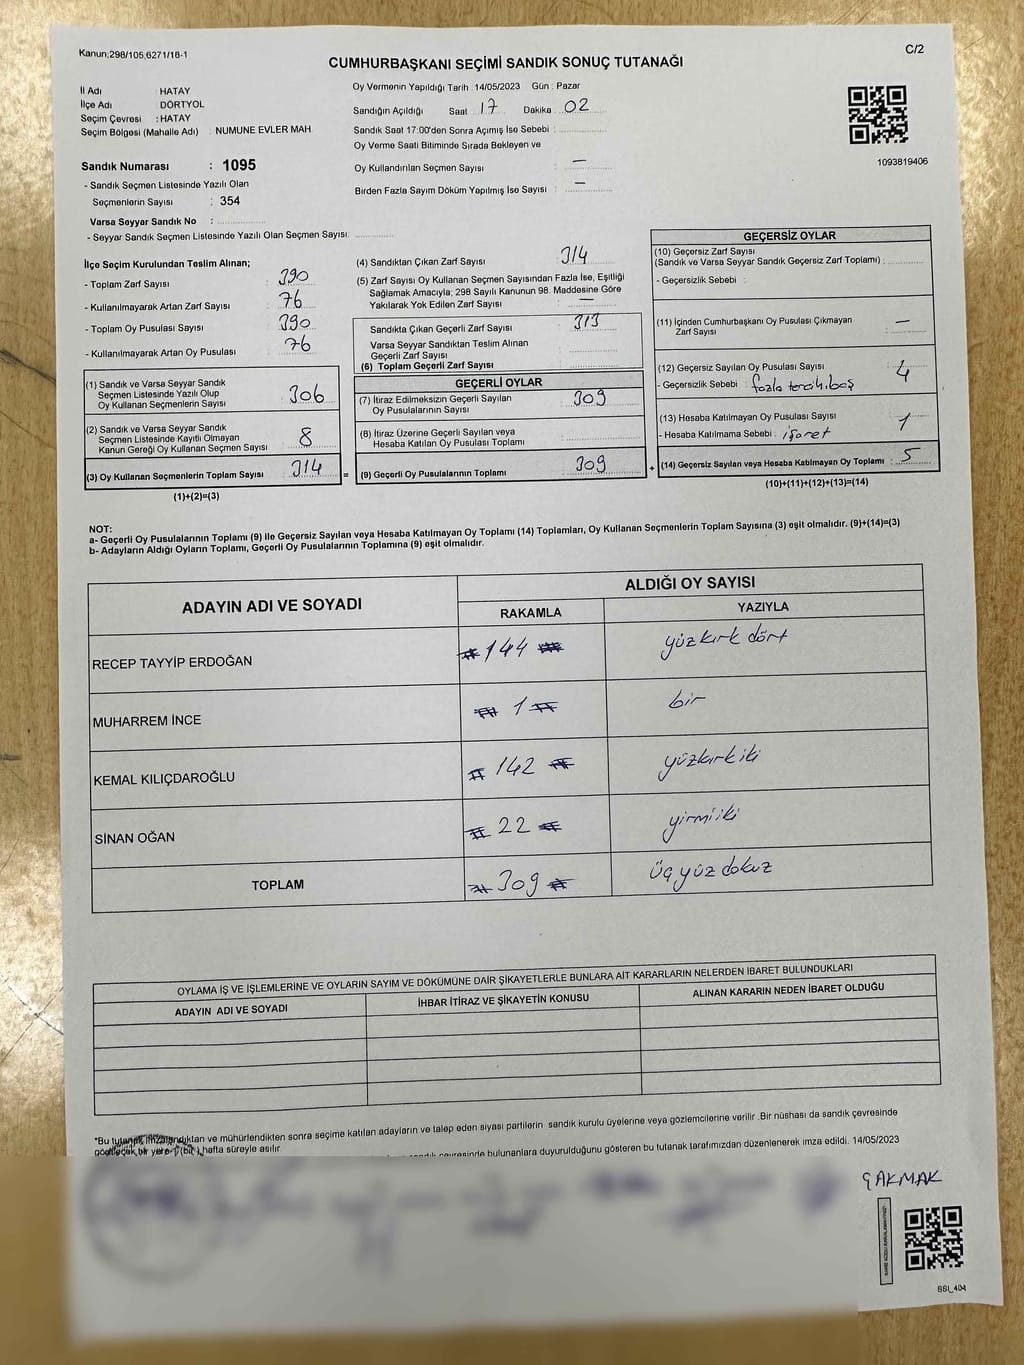 Kanun;298/105,6271/18-1
C/2
CUMHURBAŞKANI SEÇİMİ SANDIK SONUÇ TUTANAĞI
İl Adı : HATAY
İlçe Adı : DÖRTYOL
Seçim Çevresi : HATAY
Seçim Bölgesi (Mahalle Adı) : NUMUNE EVLER MAH
Sandık Numarası : 1095
- Sandık Seçmen Listesinde Yazılı Olan
Seçmenlerin Sayısı : 354
Varsa Seyyar Sandık No :
- Seyyar Sandık Seçmen Listesinde Yazılı Olan Seçmen Sayısı:
Oy Vermenin Yapıldığı Tarih : 14/05/2023 Gün : Pazar
Sandığın Açıldığı Saat 17 Dakika 02
Sandık Saat 17:00'den Sonra Açımış İse Sebebi :
Oy Verme Saati Bitiminde Sırada Bekleyen ve
Oy Kullandırılan Seçmen Sayısı : —
Birden Fazla Sayım Döküm Yapılmış İse Sayısı : —
1093819406
İlçe Seçim Kurulundan Teslim Alınan;
- Toplam Zarf Sayısı : 390
- Kullanılmayarak Artan Zarf Sayısı : 76
- Toplam Oy Pusulası Sayısı : 390
- Kullanılmayarak Artan Oy Pusulası : 76
(1) Sandık ve Varsa Seyyar Sandık
Seçmen Listesinde Yazılı Olup
Oy Kullanan Seçmenlerin Sayısı : 306
(2) Sandık ve Varsa Seyyar Sandık
Seçmen Listesinde Kayıtlı Olmayan
Kanun Gereği Oy Kullanan Seçmen Sayısı : 8
(3) Oy Kullanan Seçmenlerin Toplam Sayısı : 314
(1)+(2)=(3)
(4) Sandıktan Çıkan Zarf Sayısı : 314
(5) Zarf Sayısı Oy Kullanan Seçmen Sayısından Fazla İse, Eşitliği
Sağlamak Amacıyla; 298 Sayılı Kanunun 98. Maddesine Göre
Yakılarak Yok Edilen Zarf Sayısı : —
Sandıkta Çıkan Geçerli Zarf Sayısı : 313
Varsa Seyyar Sandıktan Teslim Alınan
Geçerli Zarf Sayısı
(6) Toplam Geçerli Zarf Sayısı
GEÇERLİ OYLAR
(7) İtiraz Edilmeksizin Geçerli Sayılan
Oy Pusulalarının Sayısı : 309
(8) İtiraz Üzerine Geçerli Sayılan veya
Hesaba Katılan Oy Pusulası Toplamı :
= (9) Geçerli Oy Pusulalarının Toplamı : 309
GEÇERSİZ OYLAR
(10) Geçersiz Zarf Sayısı
(Sandık ve Varsa Seyyar Sandık Geçersiz Zarf Toplamı) :
- Geçersizlik Sebebi :
(11) İçinden Cumhurbaşkanı Oy Pusulası Çıkmayan
Zarf Sayısı : —
(12) Geçersiz Sayılan Oy Pusulası Sayısı : 4
- Geçersizlik Sebebi : fazla tercih.boş
(13) Hesaba Katılmayan Oy Pusulası Sayısı : 1
- Hesaba Katılmama Sebebi : işaret
+ (14) Geçersiz Sayılan veya Hesaba Katılmayan Oy Toplamı : 5
(10)+(11)+(12)+(13)=(14)
NOT:
a- Geçerli Oy Pusulalarının Toplamı (9) ile Geçersiz Sayılan veya Hesaba Katılmayan Oy Toplamı (14) Toplamları, Oy Kullanan Seçmenlerin Toplam Sayısına (3) eşit olmalıdır. (9)+(14)=(3)
b- Adayların Aldığı Oyların Toplamı, Geçerli Oy Pusulalarının Toplamına (9) eşit olmalıdır.
ADAYIN ADI VE SOYADI
ALDIĞI OY SAYISI
RAKAMLA YAZIYLA
RECEP TAYYİP ERDOĞAN # 144 # yüzkırk dört
MUHARREM İNCE # 1 # bir
KEMAL KILIÇDAROĞLU # 142 # yüzkırkiki
SİNAN OĞAN # 22 # yirmiiki
TOPLAM # 309 # üçyüz dokuz
OYLAMA İŞ VE İŞLEMLERİNE VE OYLARIN SAYIM VE DÖKÜMÜNE DAİR ŞİKAYETLERLE BUNLARA AİT KARARLARIN NELERDEN İBARET BULUNDUKLARI
ADAYIN ADI VE SOYADI İHBAR İTİRAZ VE ŞİKAYETİN KONUSU ALINAN KARARIN NEDEN İBARET OLDUĞU
*Bu tutanak imzalandıktan ve mühürlendikten sonra seçime katılan adayların ve talep eden siyasi partilerin sandık kurulu üyelerine veya gözlemcilerine verilir .Bir nüshası da sandık çevresinde
görülecek bir yere 1 (bir) hafta süreyle asılır
sandık çevresinde bulunanlara duyurulduğunu gösteren bu tutanak tarafımızdan düzenlenerek imza edildi. 14/05/2023
ÇAKMAK
SSI_404